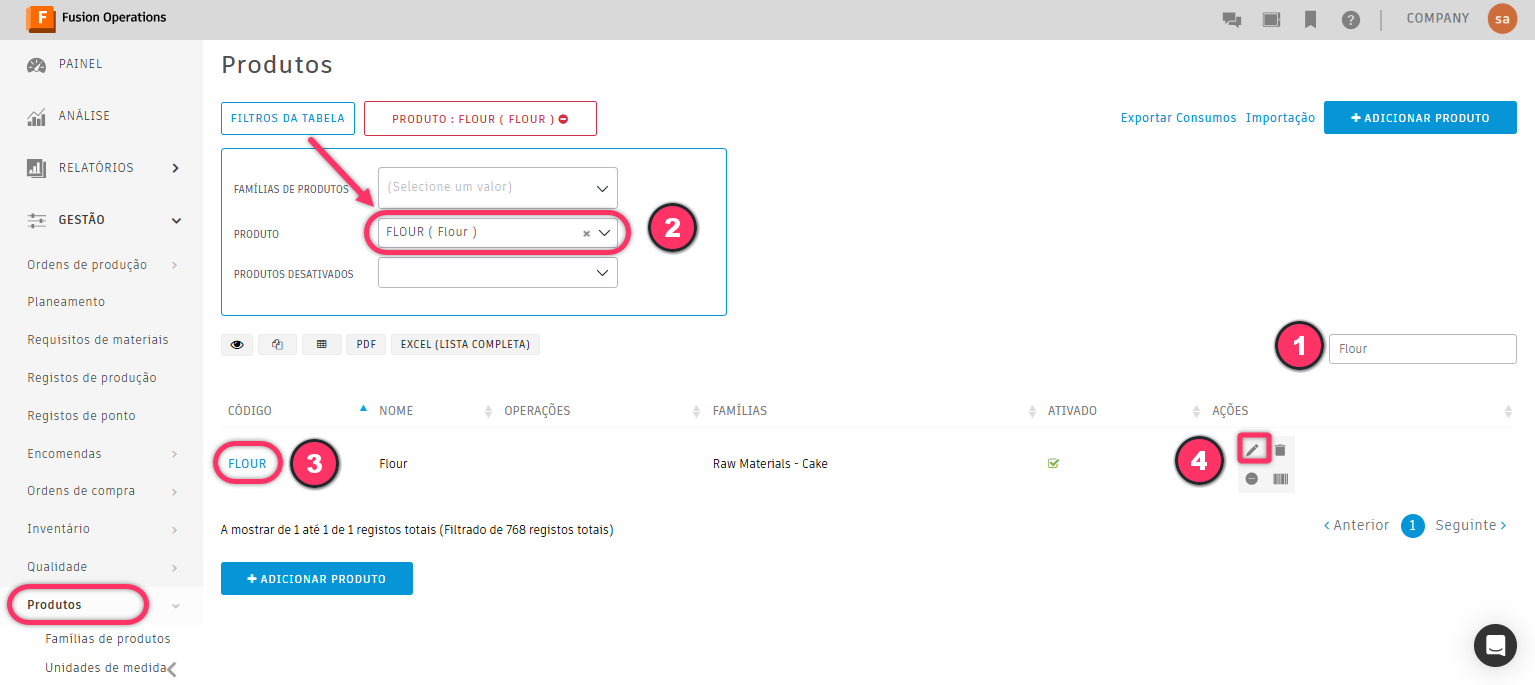 F Fusion Operations
? COMPANY sa
PAINEL
ANÁLISE
RELATÓRIOS
GESTÃO
Ordens de produção
Planeamento
Requisitos de materiais
Registos de produção
Registos de ponto
Encomendas
Ordens de compra
Inventário
Qualidade
Produtos
Famílias de produtos
Unidades de medida
Produtos
FILTROS DA TABELA PRODUTO : FLOUR ( FLOUR )
Exportar Consumos Importação ADICIONAR PRODUTO
FAMÍLIAS DE PRODUTOS (Selecione um valor)
PRODUTO FLOUR ( Flour ) 2
PRODUTOS DESATIVADOS
PDF EXCEL (LISTA COMPLETA) 1 Flour
CÓDIGO NOME OPERAÇÕES FAMÍLIAS ATIVADO AÇÕES
FLOUR 3 Flour Raw Materials - Cake 4
A mostrar de 1 até 1 de 1 registos totais (Filtrado de 768 registos totais)
Anterior 1 Seguinte
ADICIONAR PRODUTO